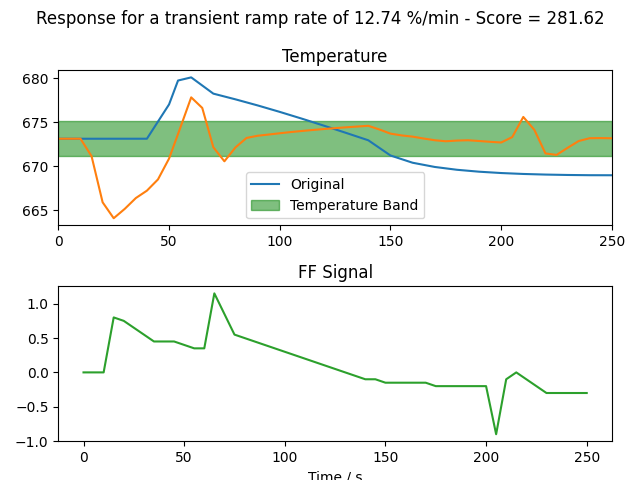 Response for a transient ramp rate of 12.74 %/min - Score = 281.62
Temperature
680
675
670
665
Original
Temperature Band
0 50 100 150 200 250
FF Signal
1.0
0.5
0.0
−0.5
−1.0
0 50 100 150 200 250
Time / s